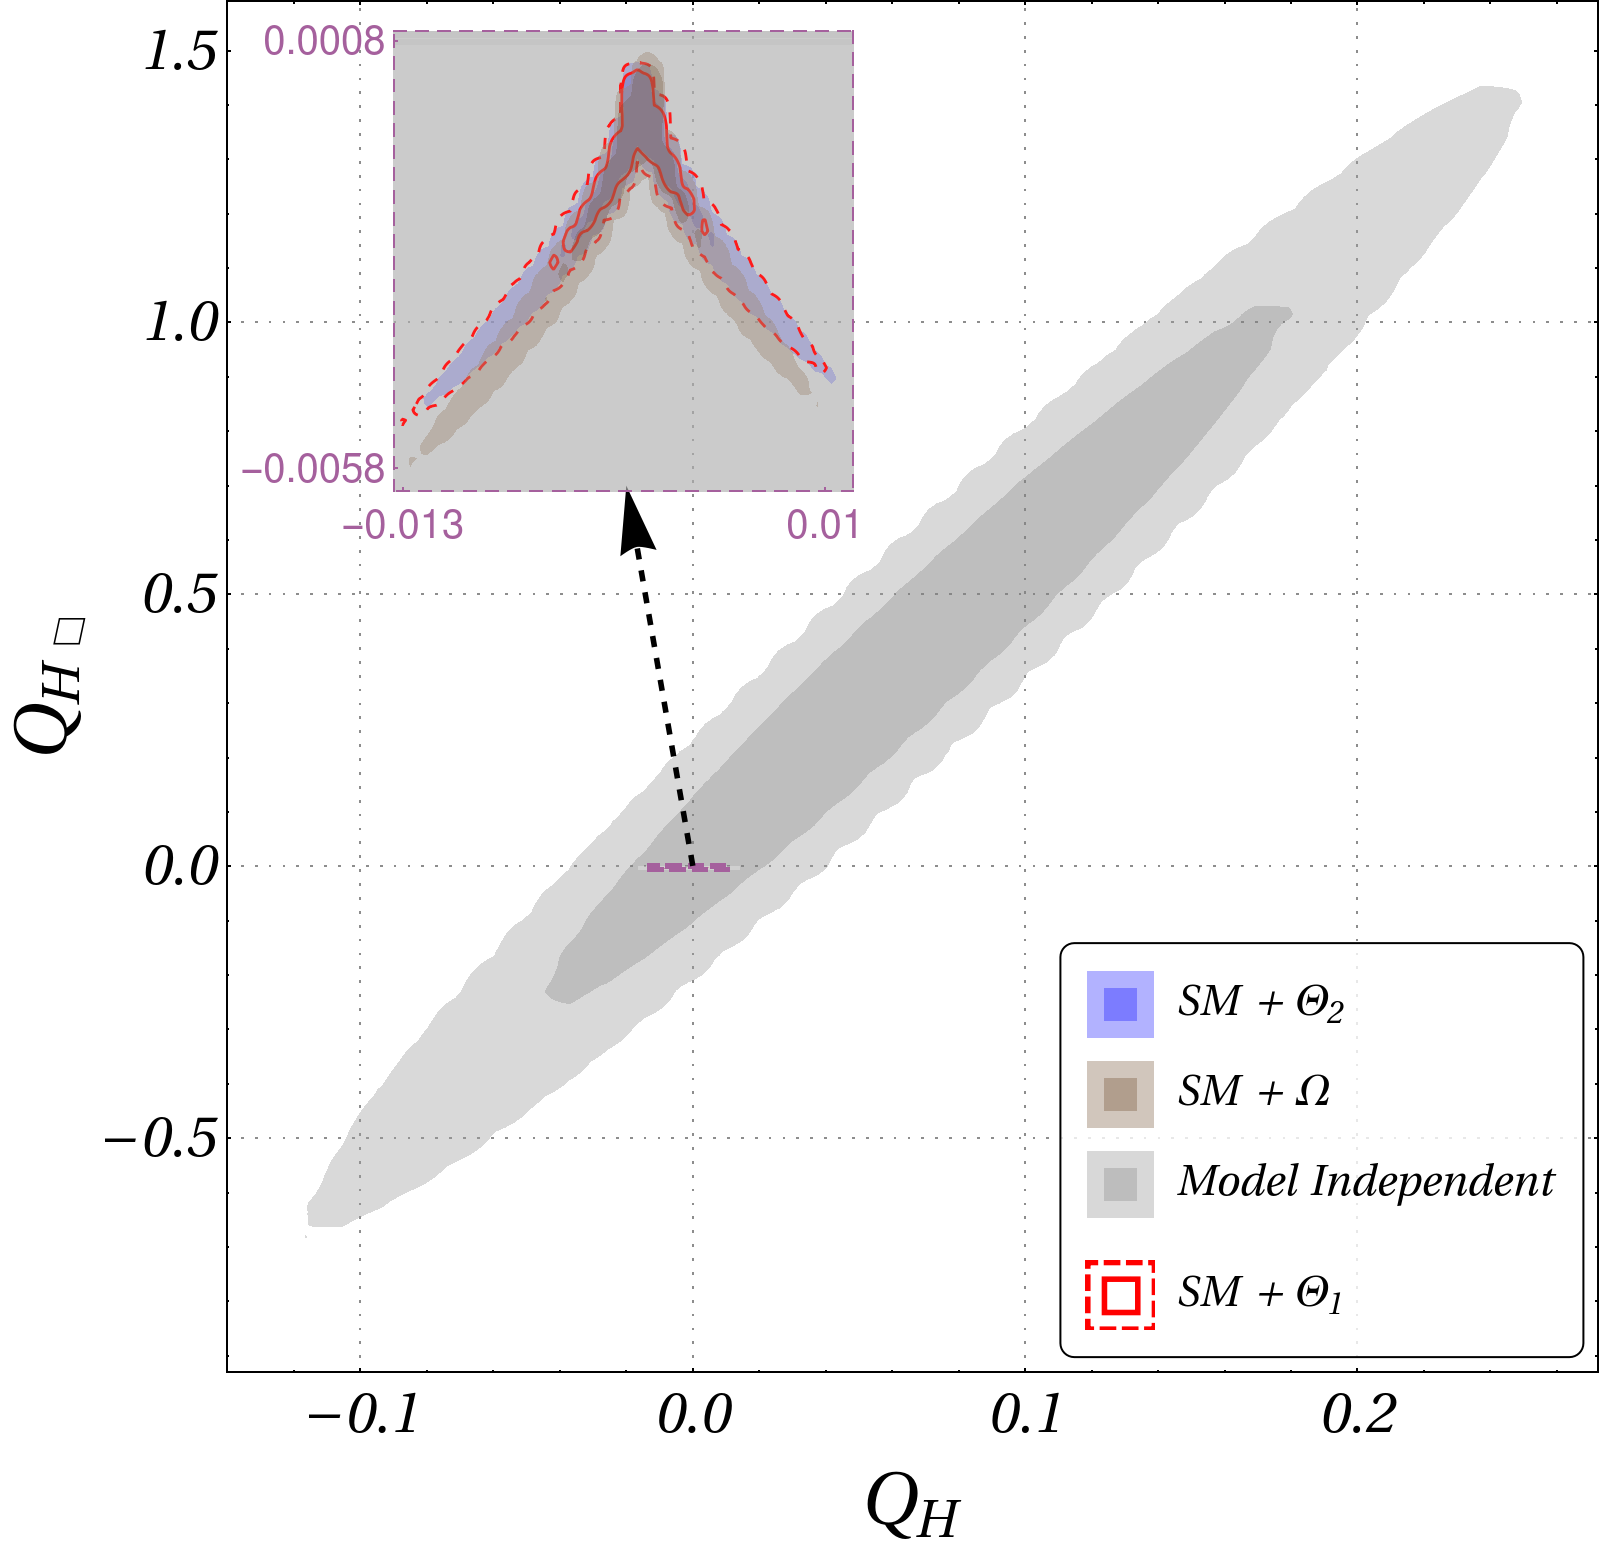 1.5
1.0
0.5
0.0
−0.5
Q_H□
0.0008
−0.0058
−0.013
0.01
SM + Θ₂
SM + Ω
Model Independent
SM + Θ₁
−0.1
0.0
0.1
0.2
Q_H